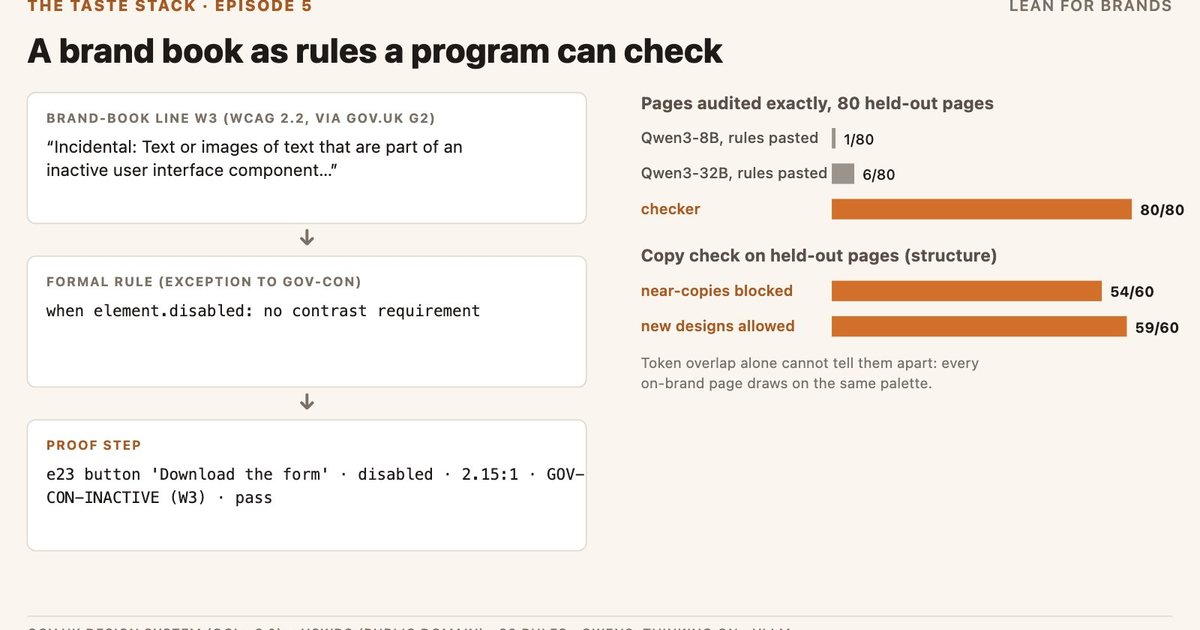 THE TASTE STACK · EPISODE 5
LEAN FOR BRANDS
A brand book as rules a program can check
BRAND-BOOK LINE W3 (WCAG 2.2, VIA GOV.UK G2)
“Incidental: Text or images of text that are part of an
inactive user interface component…”
FORMAL RULE (EXCEPTION TO GOV-CON)
when element.disabled: no contrast requirement
PROOF STEP
e23 button 'Download the form' · disabled · 2.15:1 · GOV-
CON-INACTIVE (W3) · pass
Pages audited exactly, 80 held-out pages
Qwen3-8B, rules pasted 1/80
Qwen3-32B, rules pasted 6/80
checker 80/80
Copy check on held-out pages (structure)
near-copies blocked 54/60
new designs allowed 59/60
Token overlap alone cannot tell them apart: every
on-brand page draws on the same palette.